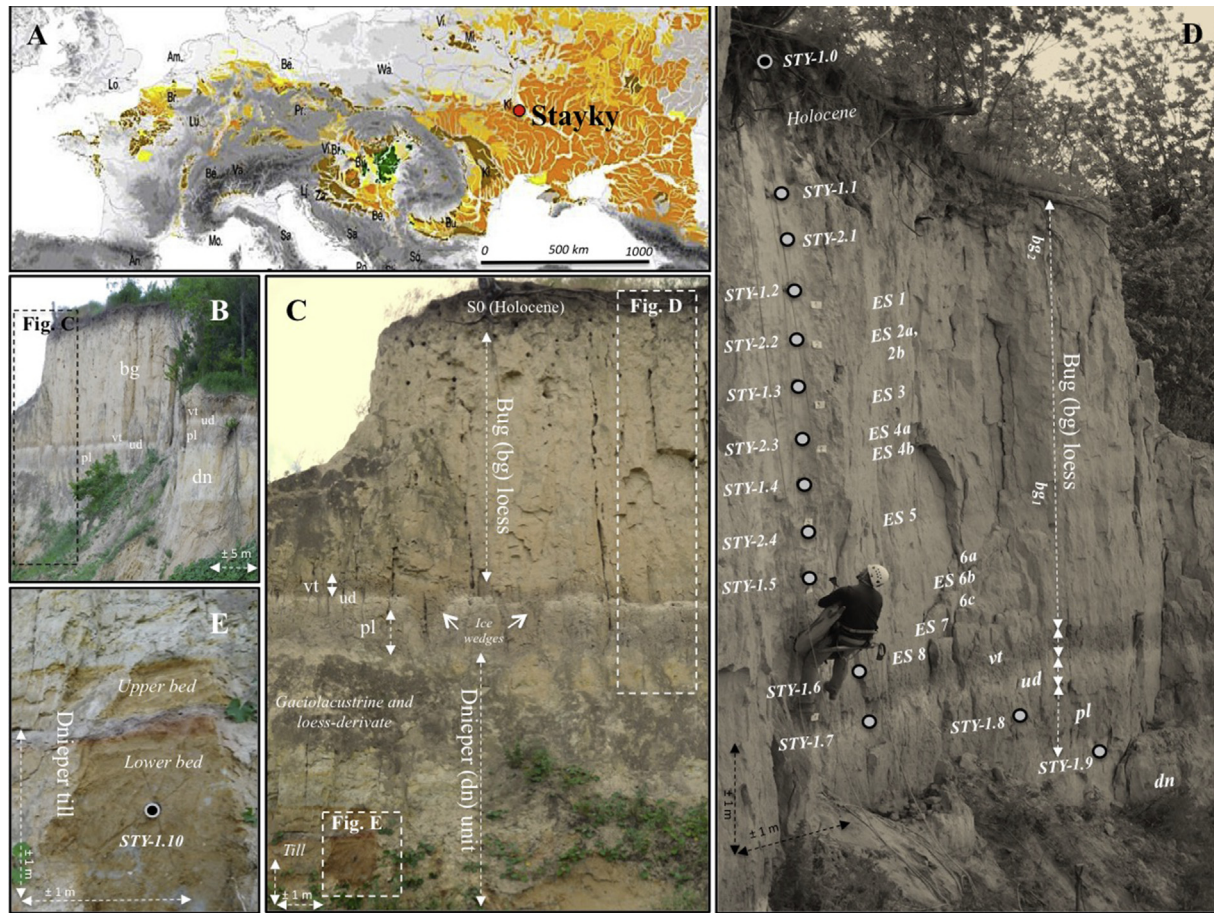 A
Vi.
Mi.
Am.
Be.
Lo.
Wa.
Br.
Lu.
Pr.
Ki.
Stayky
Vi.
Br.
Bu.
Be.
Va.
Lj.
Za.
Ki.
Be.
Bu.
Mo.
Sa.
Sa.
So.
An.
Po.
0 500 km 1000
B
Fig. C
bg
vt
ud
pl
vt
ud
pl
dn
± 5 m
C
S0 (Holocene)
Fig. D
Bug (bg) loess
vt
ud
pl
Ice
wedges
Gaciolacustrine and
loess-derivate
Dnieper (dn) unit
Fig. E
Till
±1 m
± 1 m
E
Upper bed
Lower bed
Dnieper till
STY-1.10
±1 m
± 1 m
D
STY-1.0
Holocene
STY-1.1
STY-2.1
bg2
STY-1.2
ES 1
STY-2.2
ES 2a,
2b
STY-1.3
ES 3
Bug (bg) loess
STY-2.3
ES 4a
ES 4b
STY-1.4
bg1
ES 5
STY-2.4
6a
STY-1.5
ES 6b
6c
ES 7
ES 8
vt
STY-1.6
ud
pl
STY-1.7
STY-1.8
STY-1.9
dn
±1 m
± 1 m